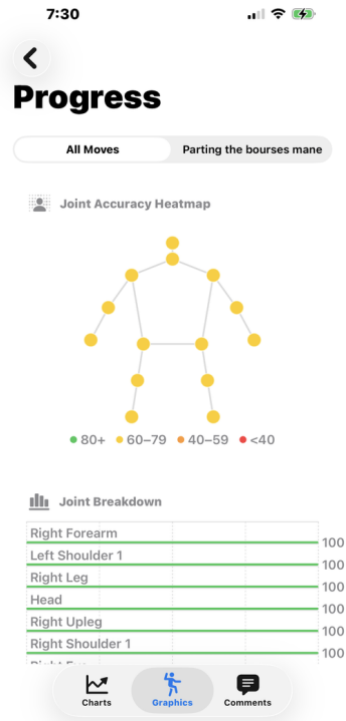 7:30
Progress
All Moves
Parting the bourses mane
Joint Accuracy Heatmap
80+ 60–79 40–59 <40
Joint Breakdown
Right Forearm
100
Left Shoulder 1
100
Right Leg
100
Head
100
Right Upleg
100
Right Shoulder 1
100
Charts
Graphics
Comments